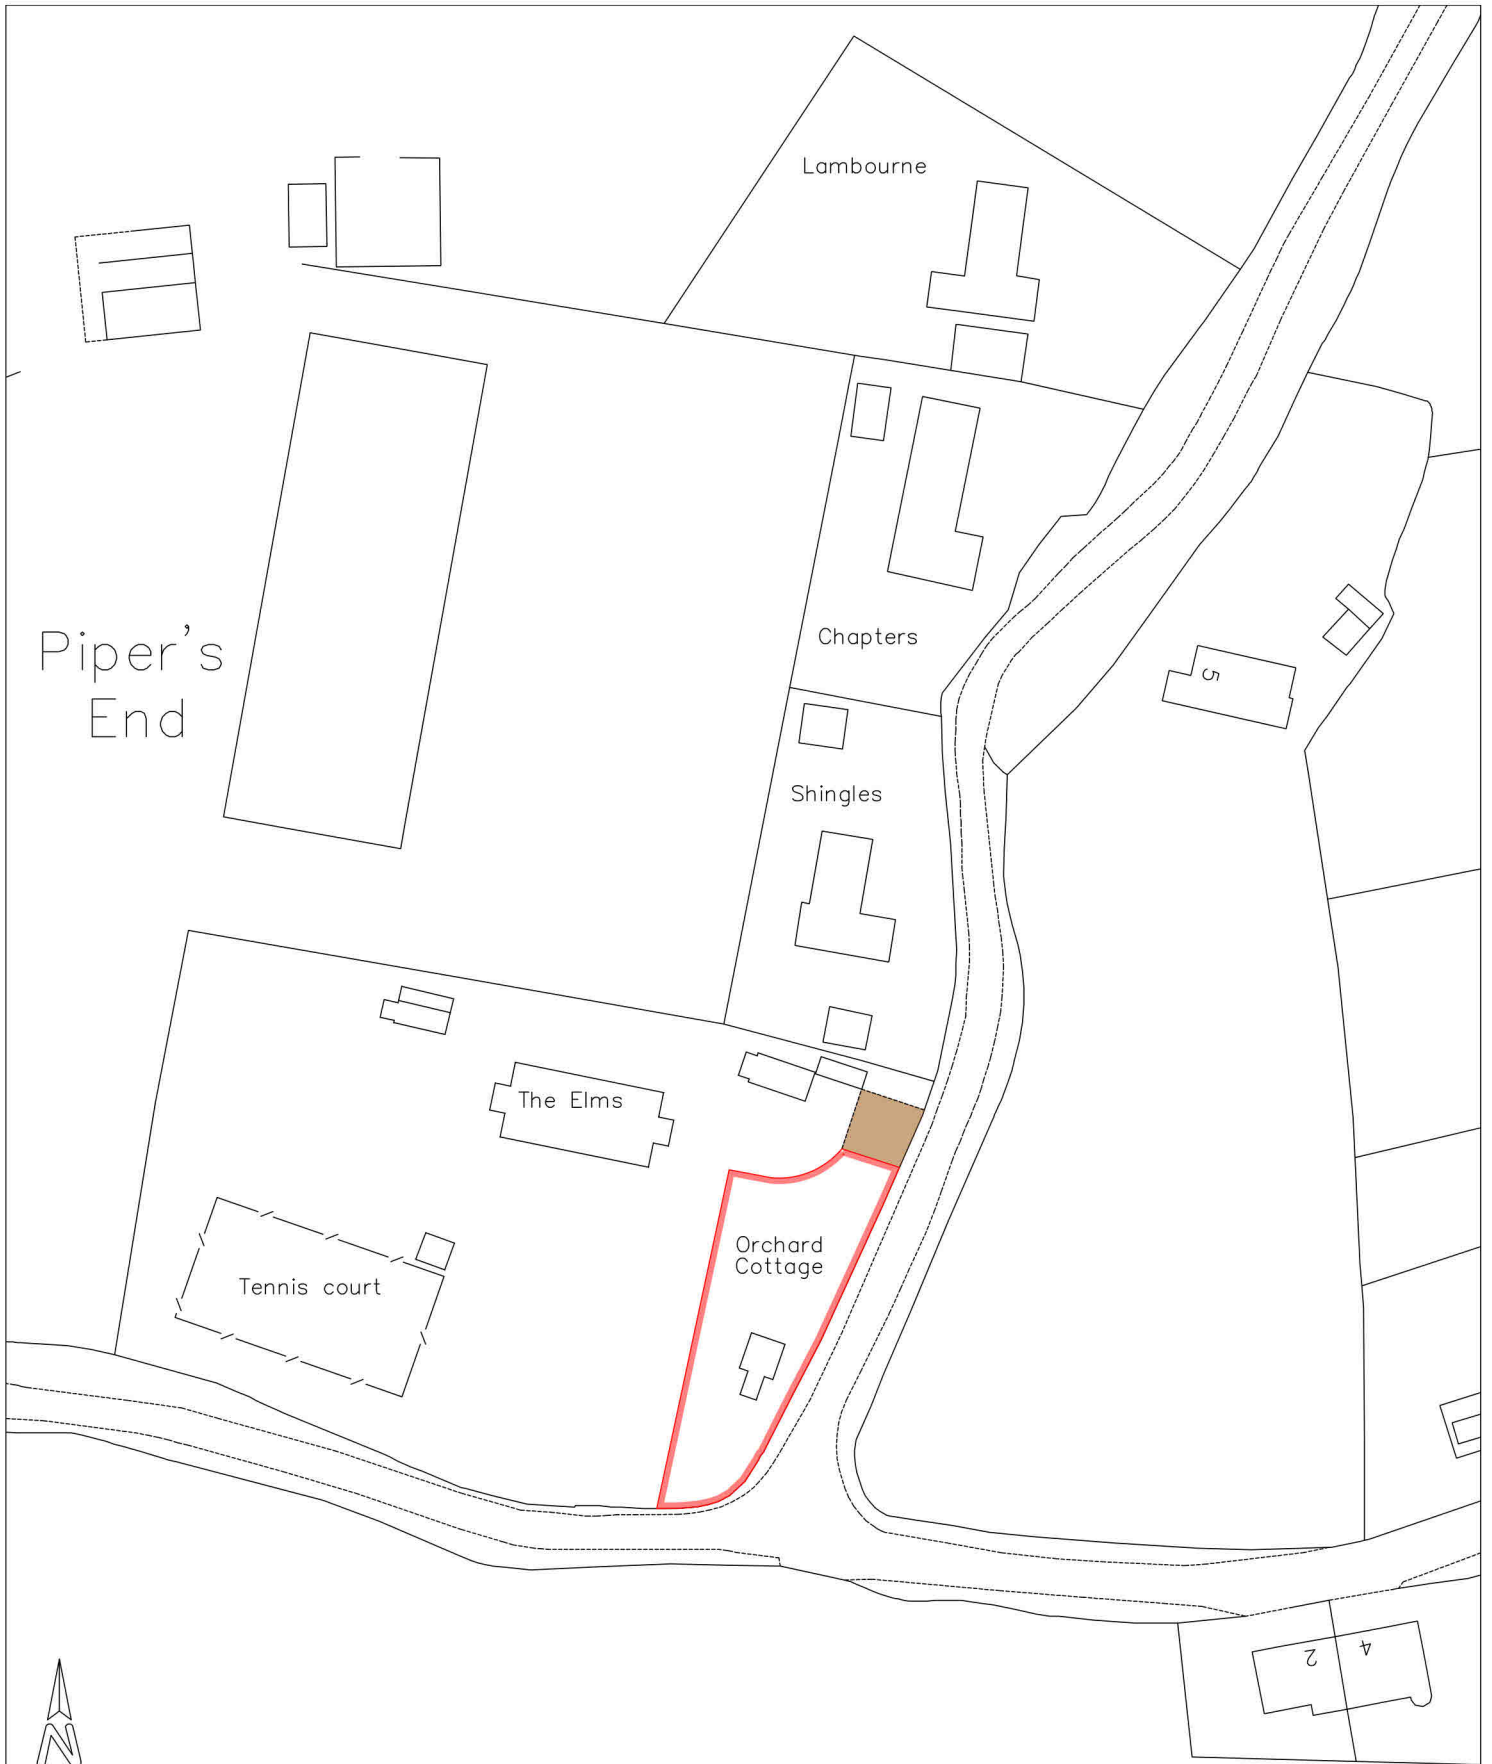 Lambourne
Piper's
End
Chapters
5
Shingles
The Elms
Orchard
Cottage
Tennis court
2
4
N